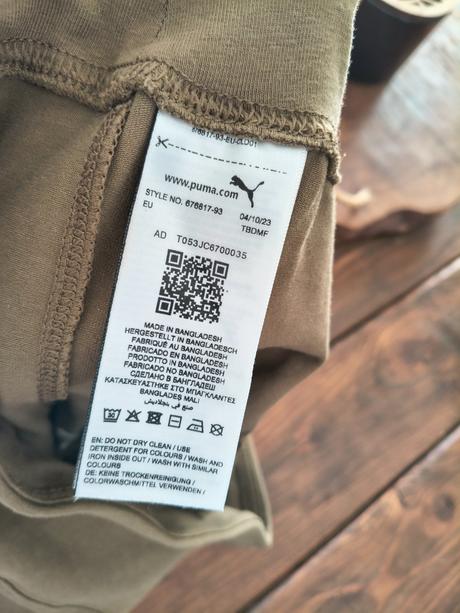 676817-93-EU-CLO01
www.puma.com
STYLE NO. 676817-93 04/10/23
EU TBDMF
AD T053JC6700035
MADE IN BANGLADESH
HERGESTELLT IN BANGLADESCH
FABRIQUÉ AU BANGLADESH
FABRICADO EN BANGLADESH
PRODOTTO IN BANGLADESH
FABRICADO NO BANGLADESH
СДЕЛАНО В БАНГЛАДЕШ
ΚΑΤΑΣΚΕΥΑΣΤΗΚΕ ΣΤΟ ΜΠΑΓΚΛΑΝΤΕΣ
BANGLADES MALI
صنع في بنجلاديش
30
EN: DO NOT DRY CLEAN / USE
DETERGENT FOR COLOURS / WASH AND
IRON INSIDE OUT / WASH WITH SIMILAR
COLOURS
DE: KEINE TROCKENREINIGUNG /
COLORWASCHMITTEL VERWENDEN /